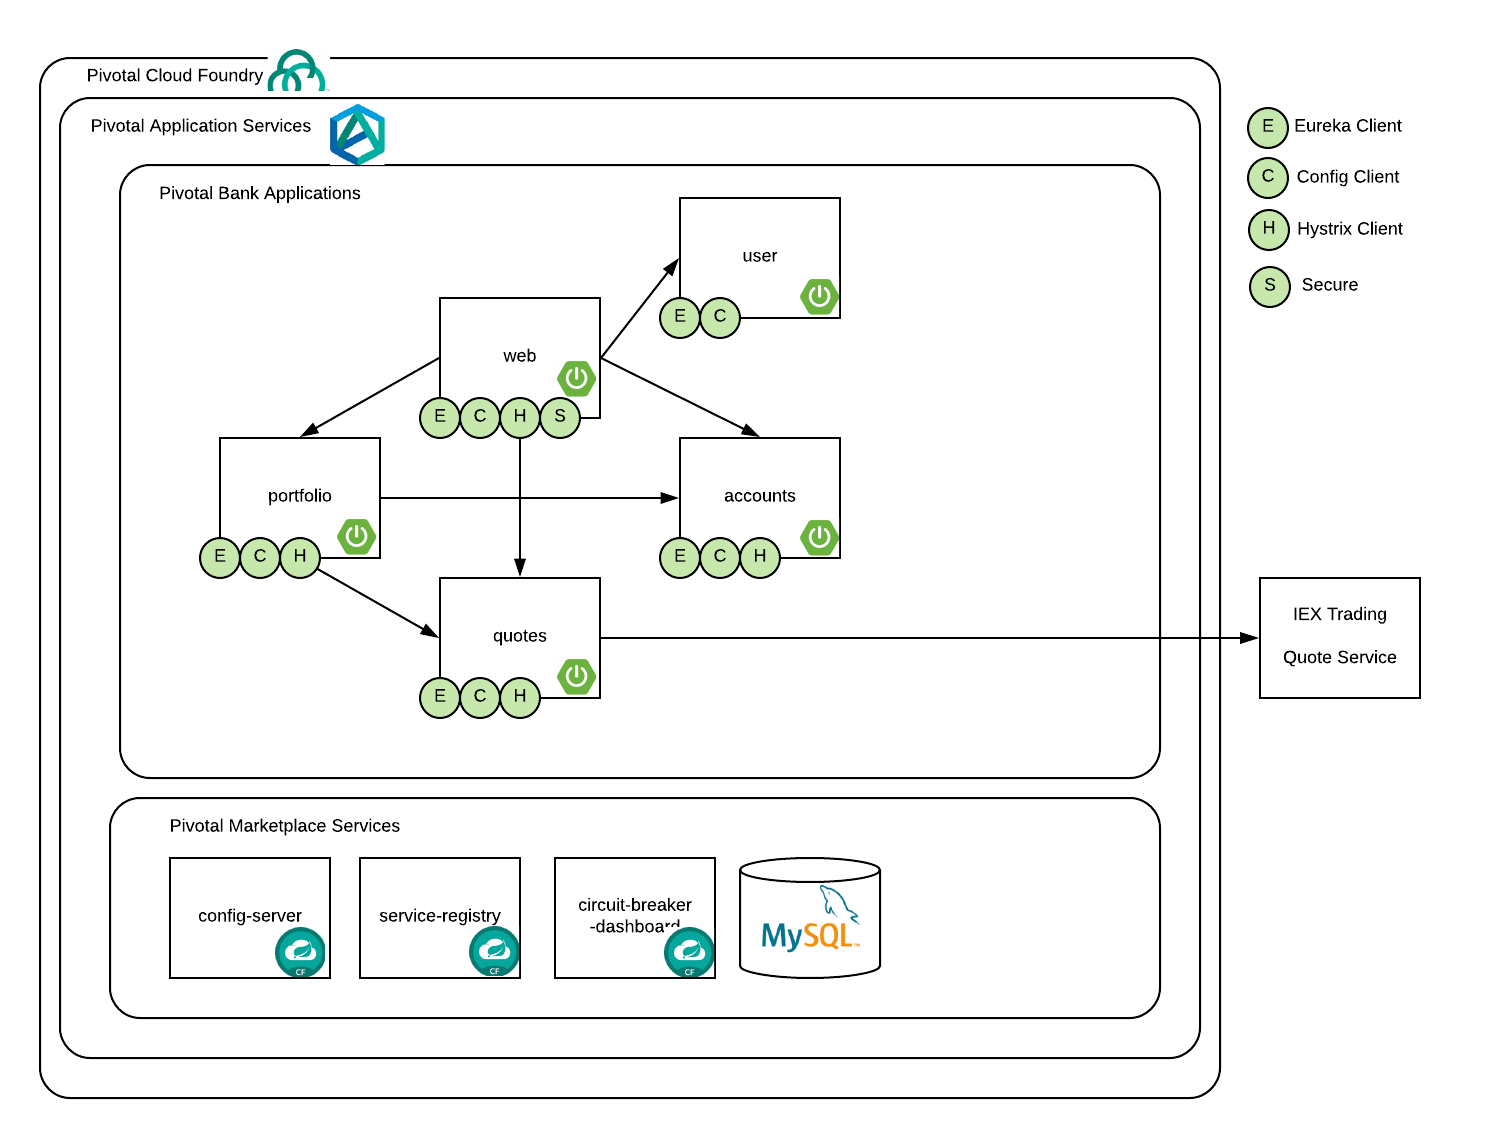 Pivotal Cloud Foundry
Pivotal Application Services
Pivotal Bank Applications
E Eureka Client
C Config Client
H Hystrix Client
S Secure
user
E C
web
E C H S
portfolio
E C H
accounts
E C H
quotes
E C H
IEX Trading
Quote Service
Pivotal Marketplace Services
config-server
CF
service-registry
CF
circuit-breaker
-dashboard
CF
MySQL